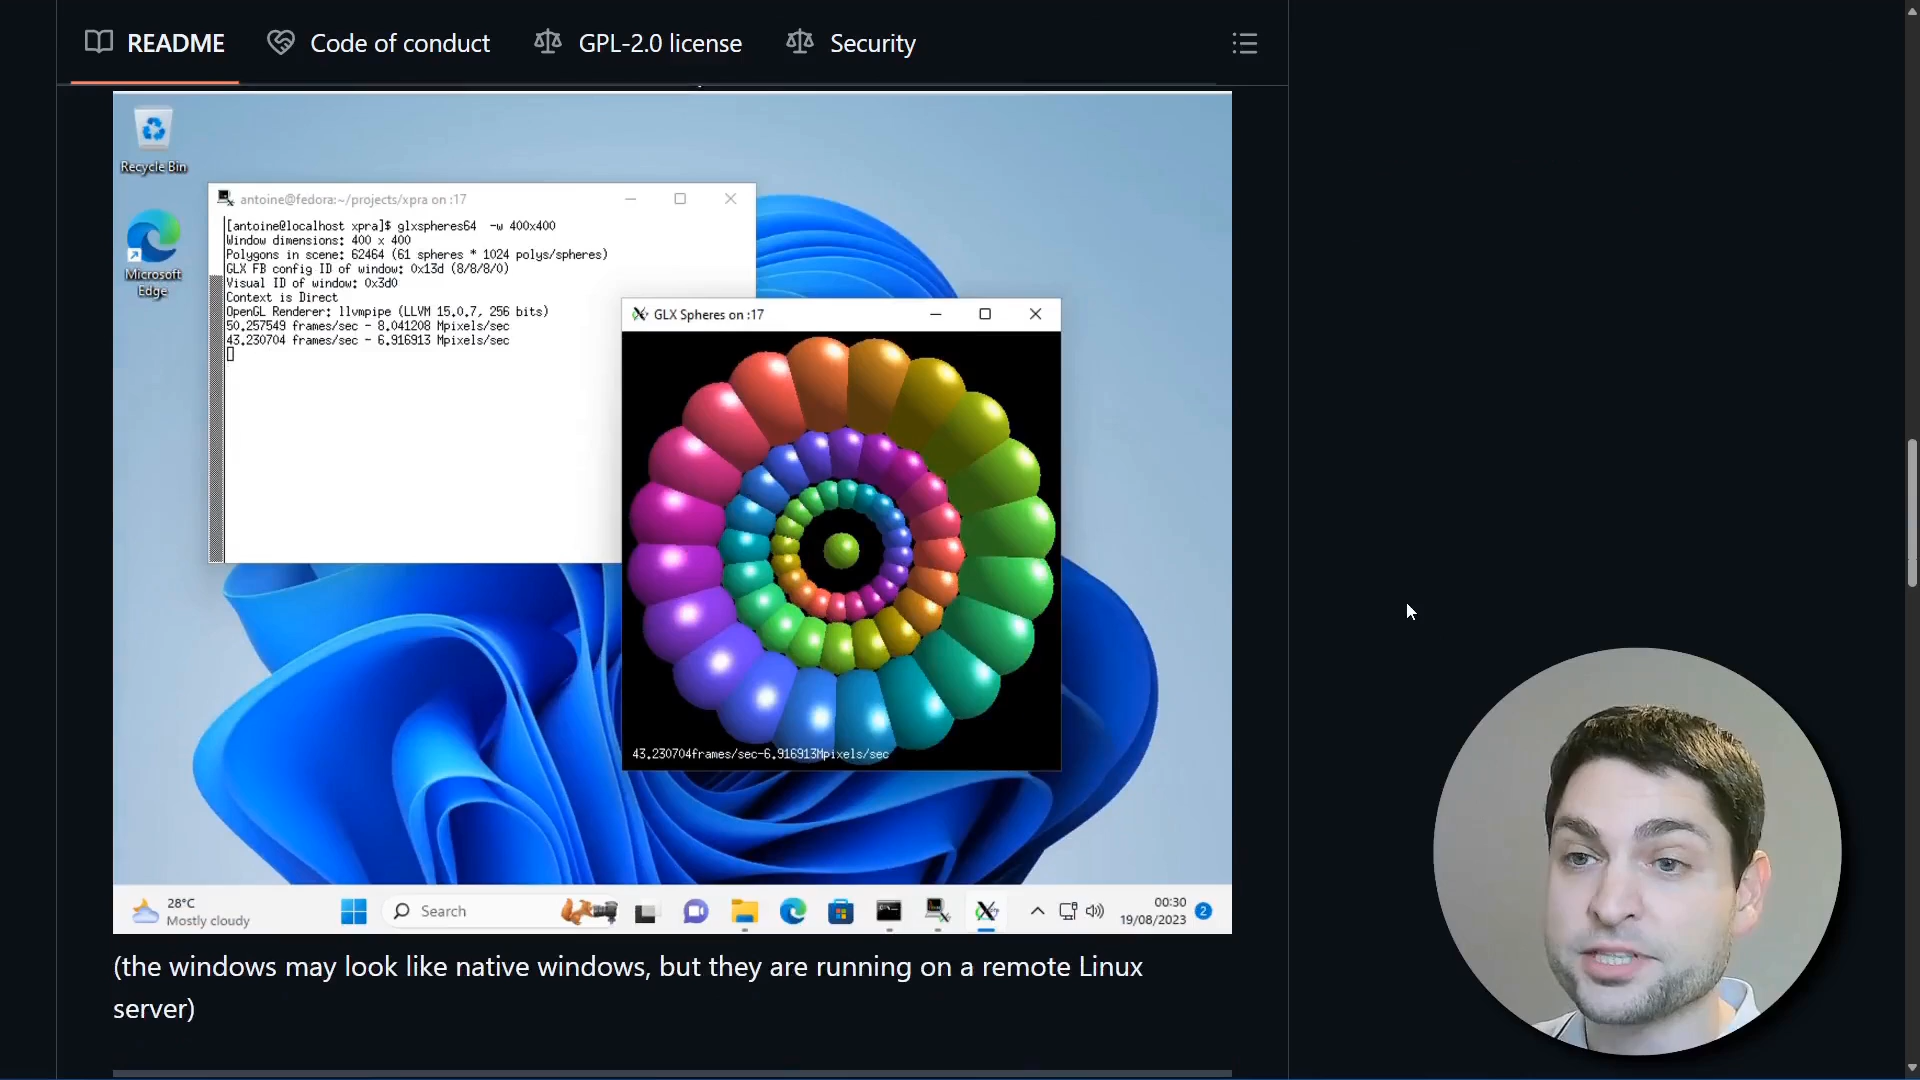 README
Code of conduct
GPL-2.0 license
Security
Recycle Bin
Microsoft
Edge
antoine@fedora:~/projects/xpra on :17
[antoine@localhost xpra]$ glxspheres64 -w 400x400
Window dimensions: 400 x 400
Polygons in scene: 62464 (61 spheres * 1024 polys/spheres)
GLX FB config ID of window: 0x13d (8/8/8/0)
Visual ID of window: 0x3d0
Context is Direct
OpenGL Renderer: llvmpipe (LLVM 15.0.7, 256 bits)
50.257549 frames/sec - 8.041208 Mpixels/sec
43.230704 frames/sec - 6.916913 Mpixels/sec
GLX Spheres on :17
43.230704frames/sec-6.916913Mpixels/sec
28°C
Mostly cloudy
Search
00:30
19/08/2023
2
(the windows may look like native windows, but they are running on a remote Linux
server)